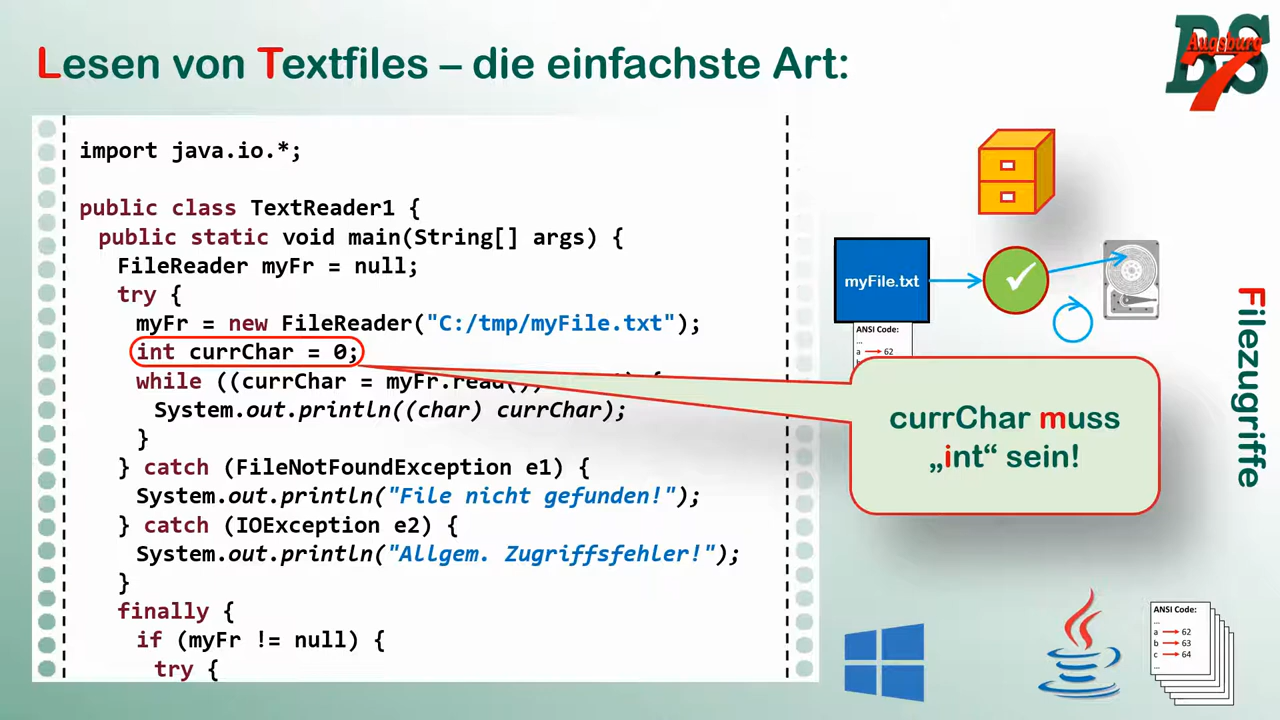 Lesen von Textfiles – die einfachste Art:
BS
Augsburg
7
import java.io.*;
public class TextReader1 {
public static void main(String[] args) {
FileReader myFr = null;
try {
myFr = new FileReader("C:/tmp/myFile.txt");
int currChar = 0;
while ((currChar = myFr.read()) {
System.out.println((char) currChar);
}
} catch (FileNotFoundException e1) {
System.out.println("File nicht gefunden!");
} catch (IOException e2) {
System.out.println("Allgem. Zugriffsfehler!");
}
finally {
if (myFr != null) {
try {
myFile.txt
ANSI Code:
...
a 62
currChar muss
„int“ sein!
Filezugriffe
ANSI Code:
...
a 62
b 63
c 64
...